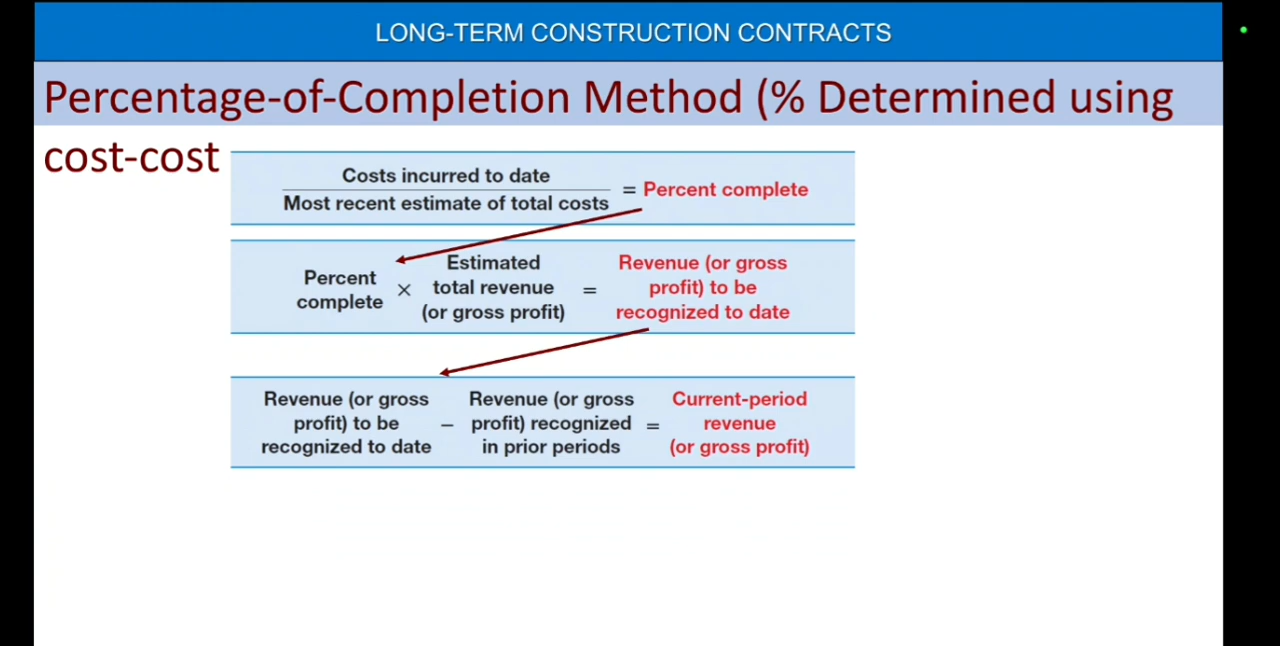 LONG-TERM CONSTRUCTION CONTRACTS
Percentage-of-Completion Method (% Determined using
cost-cost
Costs incurred to date
Most recent estimate of total costs
= Percent complete
Percent
complete
×
Estimated
total revenue
(or gross profit)
=
Revenue (or gross
profit) to be
recognized to date
Revenue (or gross
profit) to be
recognized to date
–
Revenue (or gross
profit) recognized
in prior periods
=
Current-period
revenue
(or gross profit)